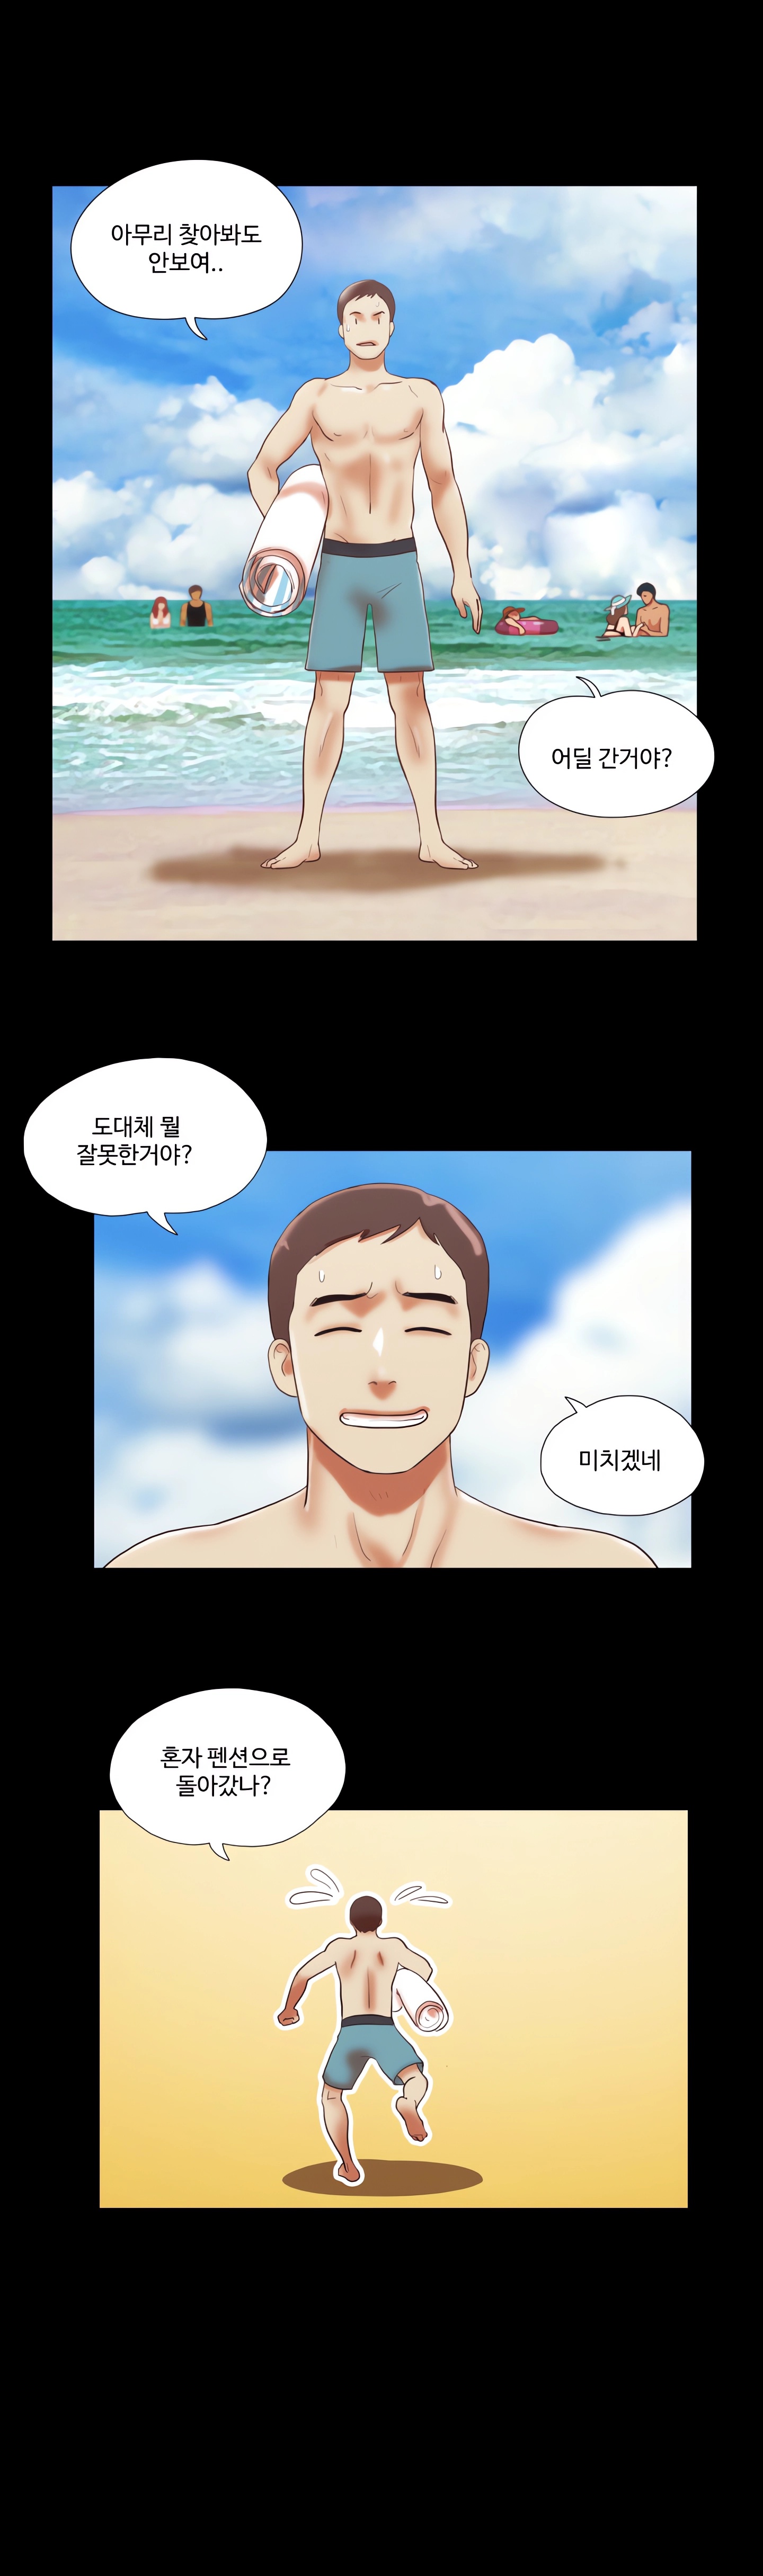 아무리 찾아봐도
안보여..
어딜 간거야?
도대체 뭘
잘못한거야?
미치겠네
혼자 펜션으로
돌아갔나?